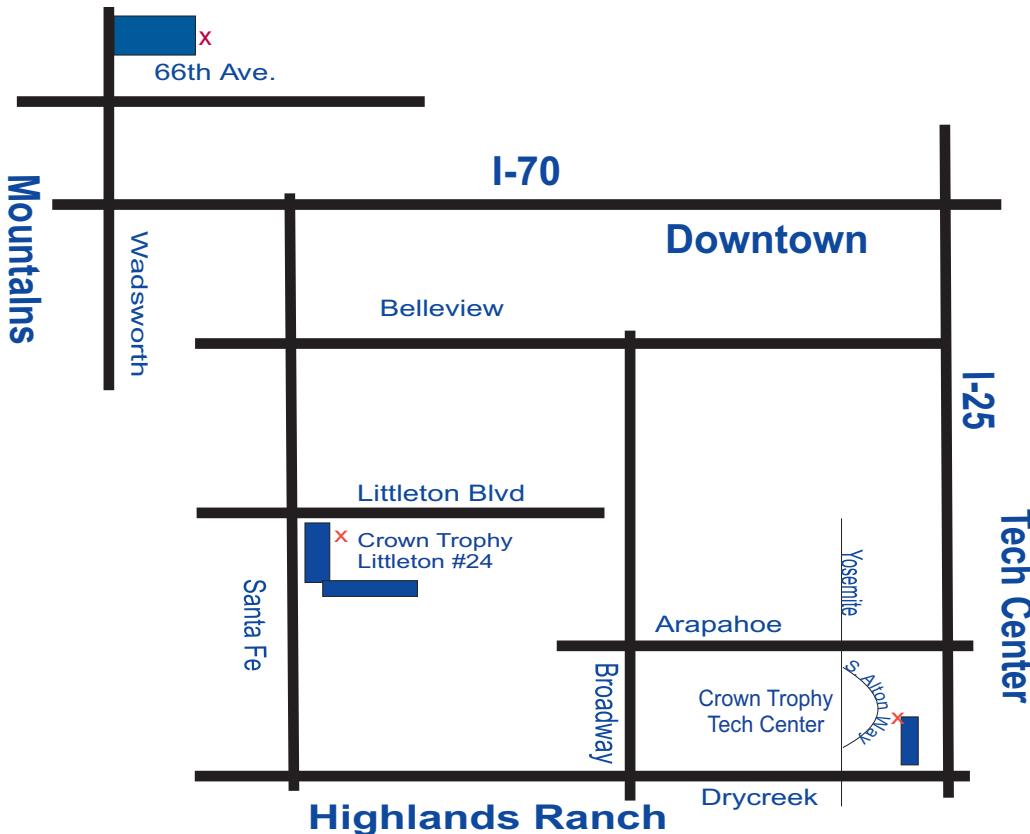 x
66th Ave.
I-70
Mountalns
Downtown
Wadsworth
Belleview
I-25
Littleton Blvd
x Crown Trophy
Littleton #24
Tech Center
Yosemite
Santa Fe
Arapahoe
Broadway
S. Alton Way
Crown Trophy
Tech Center
x
Drycreek
Highlands Ranch